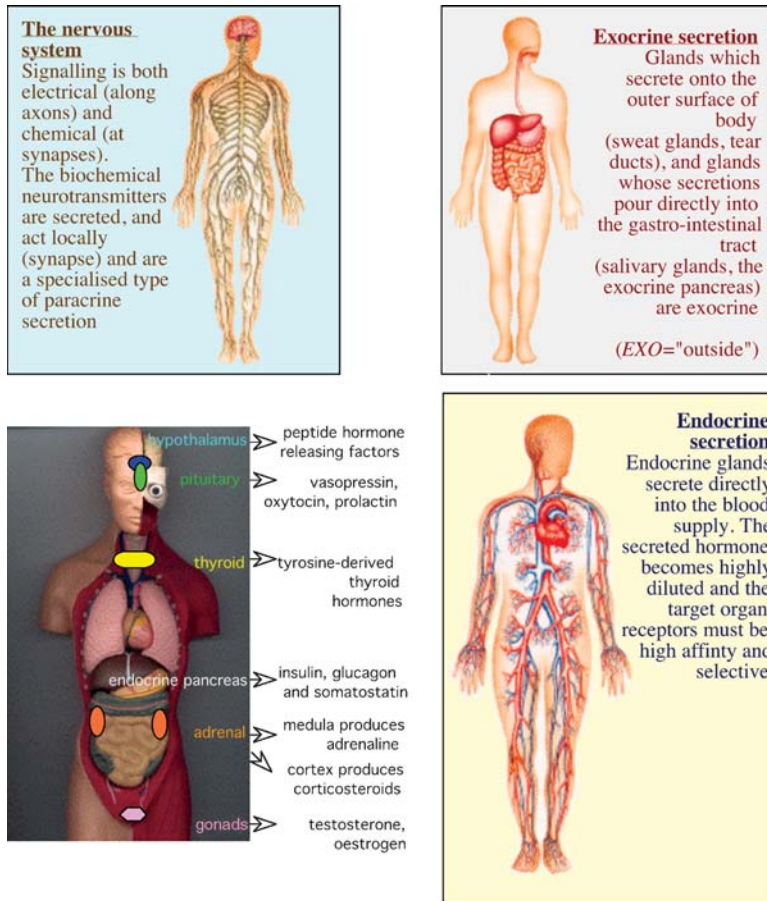 The nervous
system
Signalling is both
electrical (along
axons) and
chemical (at
synapses).
The biochemical
neurotransmitters
are secreted, and
act locally
(synapse) and are
a specialised type
of paracrine
secretion
Exocrine secretion
Glands which
secrete onto the
outer surface of
body
(sweat glands, tear
ducts), and glands
whose secretions
pour directly into
the gastro-intestinal
tract
(salivary glands, the
exocrine pancreas)
are exocrine
(EXO="outside")
hypothalamus
peptide hormone
releasing factors
pituitary
vasopressin,
oxytocin, prolactin
thyroid
tyrosine-derived
thyroid
hormones
endocrine pancreas
insulin, glucagon
and somatostatin
adrenal
medula produces
adrenaline
cortex produces
corticosteroids
gonads
testosterone,
oestrogen
Endocrine
secretion
Endocrine glands
secrete directly
into the blood
supply. The
secreted hormone
becomes highly
diluted and the
target organ
receptors must be
high affinty and
selective